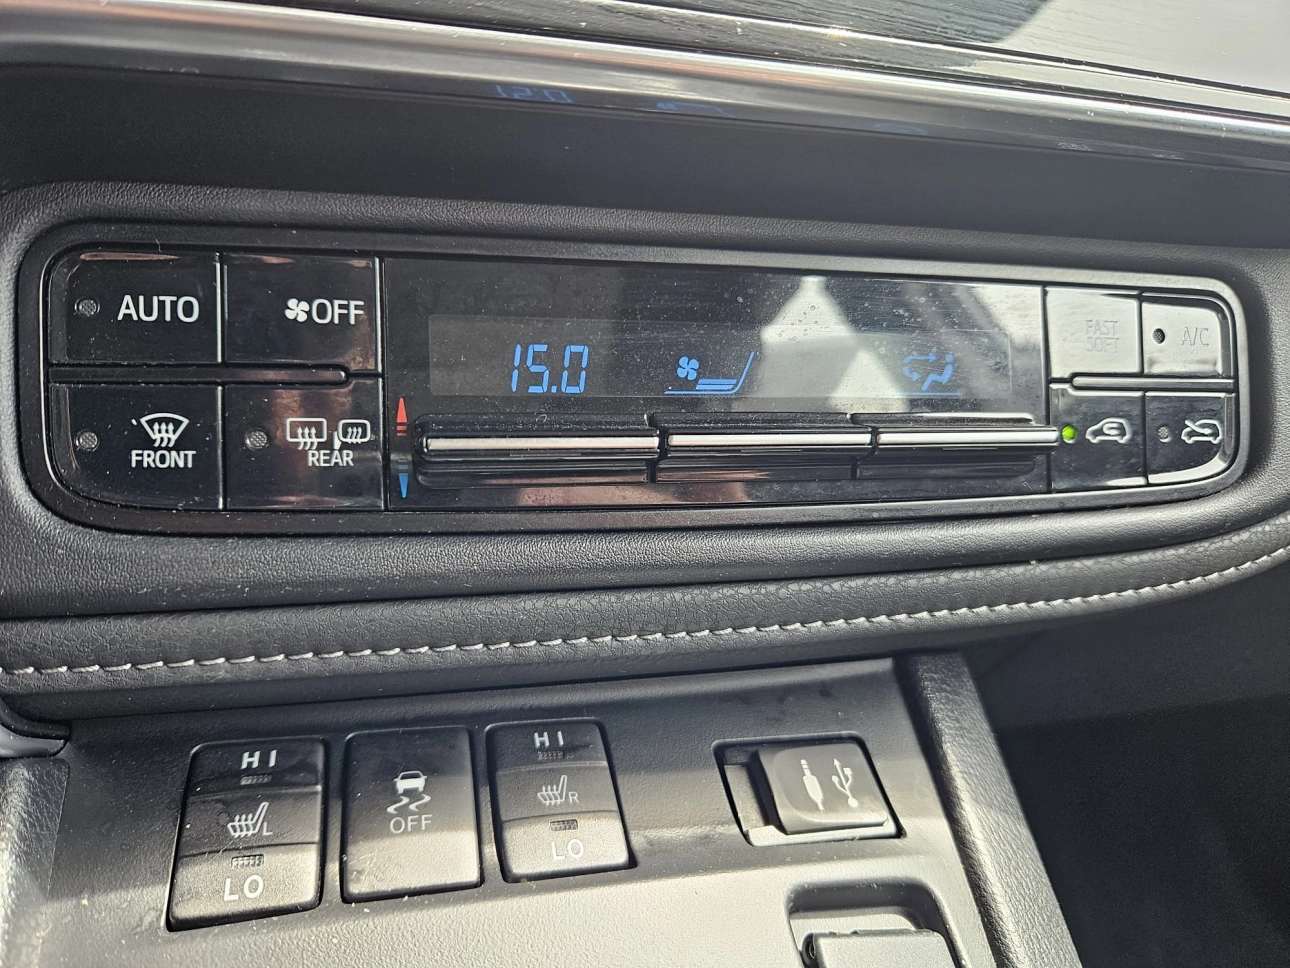 AUTO
OFF
15.0
FAST
SOFT
A/C
FRONT
REAR
HI
L
LO
OFF
HI
R
LO